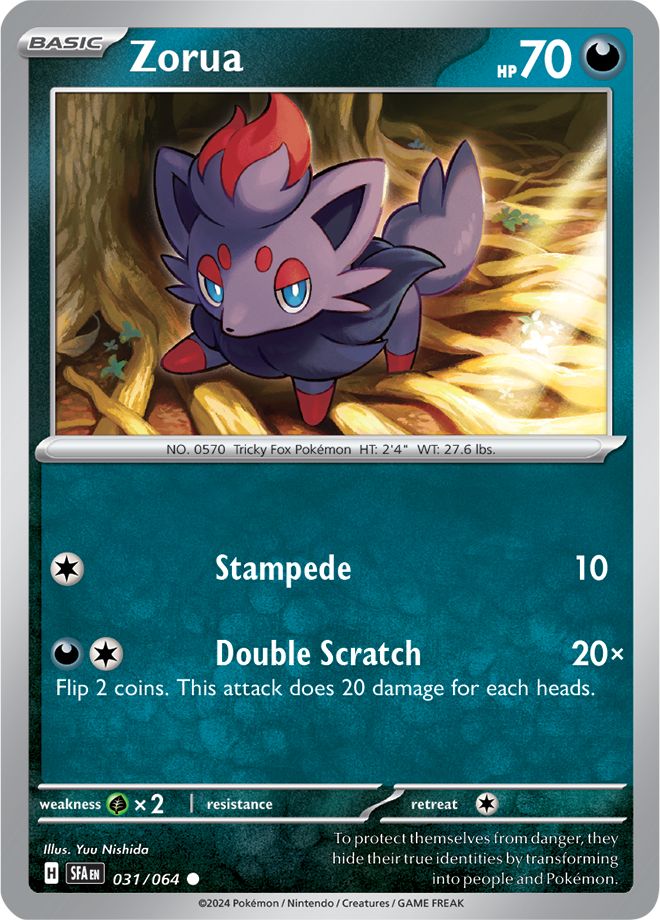 BASIC
Zorua
HP 70
NO. 0570 Tricky Fox Pokémon HT: 2'4" WT: 27.6 lbs.
Stampede 10
Double Scratch 20×
Flip 2 coins. This attack does 20 damage for each heads.
weakness ×2 resistance retreat
Illus. Yuu Nishida
H SFA EN 031/064
To protect themselves from danger, they
hide their true identities by transforming
into people and Pokémon.
©2024 Pokémon / Nintendo / Creatures / GAME FREAK